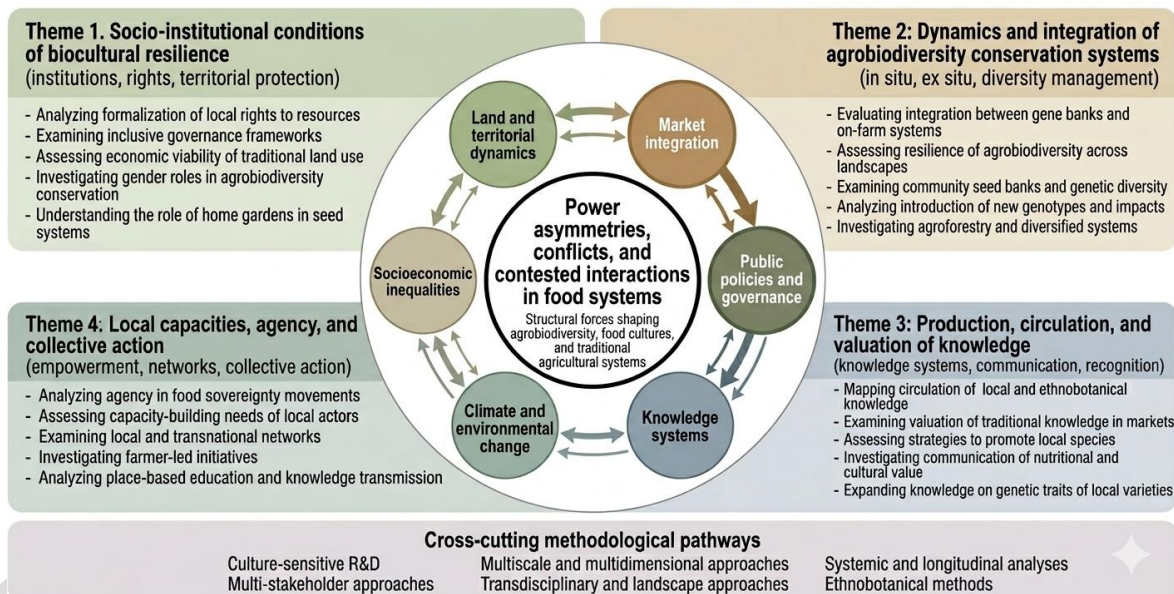 Theme 1. Socio-institutional conditions
of biocultural resilience
(institutions, rights, territorial protection)
- Analyzing formalization of local rights to resources
- Examining inclusive governance frameworks
- Assessing economic viability of traditional land use
- Investigating gender roles in agrobiodiversity
conservation
- Understanding the role of home gardens in seed
systems
Theme 2: Dynamics and integration of
agrobiodiversity conservation systems
(in situ, ex situ, diversity management)
- Evaluating integration between gene banks and
on-farm systems
- Assessing resilience of agrobiodiversity across
landscapes
- Examining community seed banks and genetic diversity
- Analyzing introduction of new genotypes and impacts
- Investigating agroforestry and diversified systems
Land and
territorial
dynamics
Market
integration
Socioeconomic
inequalities
Power
asymmetries,
conflicts, and
contested interactions
in food systems
Structural forces shaping
agrobiodiversity, food cultures,
and traditional
agricultural systems
Public
policies and
governance
Climate and
environmental
change
Knowledge
systems
Theme 4: Local capacities, agency, and
collective action
(empowerment, networks, collective action)
- Analyzing agency in food sovereignty movements
- Assessing capacity-building needs of local actors
- Examining local and transnational networks
- Investigating farmer-led initiatives
- Analyzing place-based education and knowledge transmission
Theme 3: Production, circulation, and
valuation of knowledge
(knowledge systems, communication, recognition)
- Mapping circulation of local and ethnobotanical
knowledge
- Examining valuation of traditional knowledge in markets
- Assessing strategies to promote local species
- Investigating communication of nutritional and
cultural value
- Expanding knowledge on genetic traits of local varieties
Cross-cutting methodological pathways
Culture-sensitive R&D
Multi-stakeholder approaches
Multiscale and multidimensional approaches
Transdisciplinary and landscape approaches
Systemic and longitudinal analyses
Ethnobotanical methods